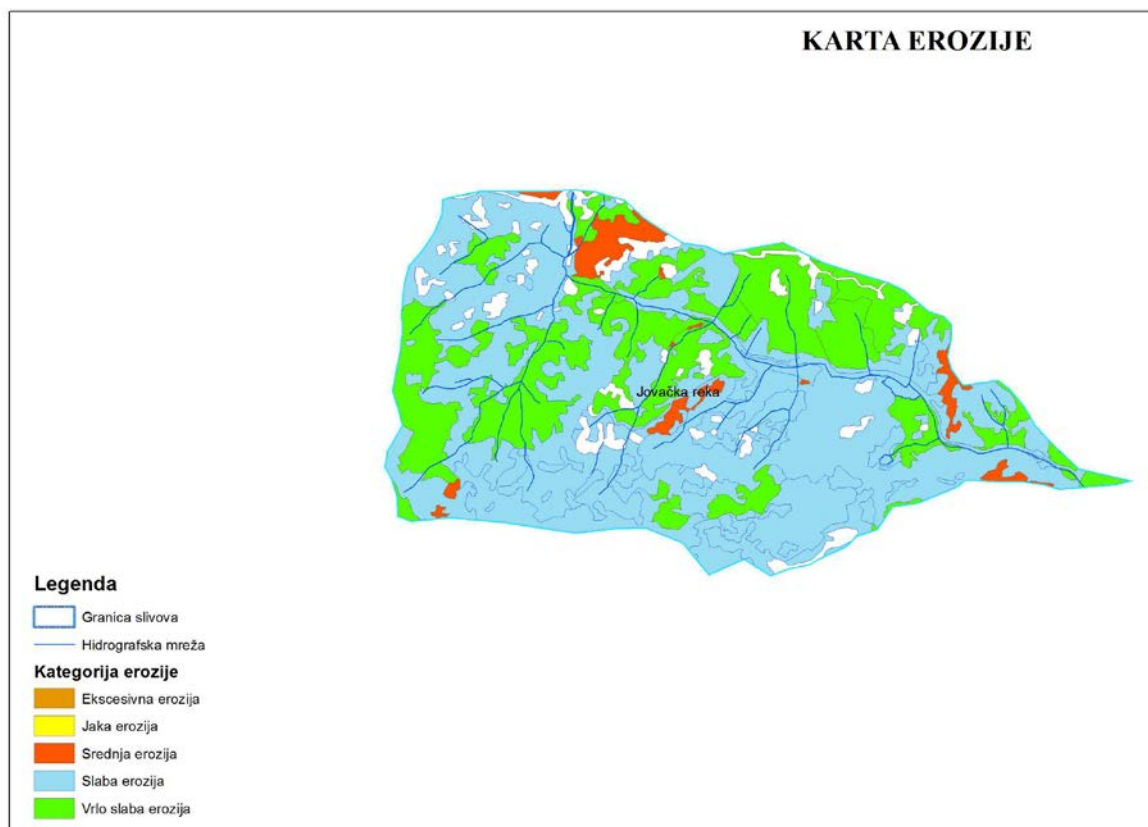 KARTA EROZIJE
Jovačka reka
Legenda
Granica slivova
Hidrografska mreža
Kategorija erozije
Ekscesivna erozija
Jaka erozija
Srednja erozija
Slaba erozija
Vrlo slaba erozija